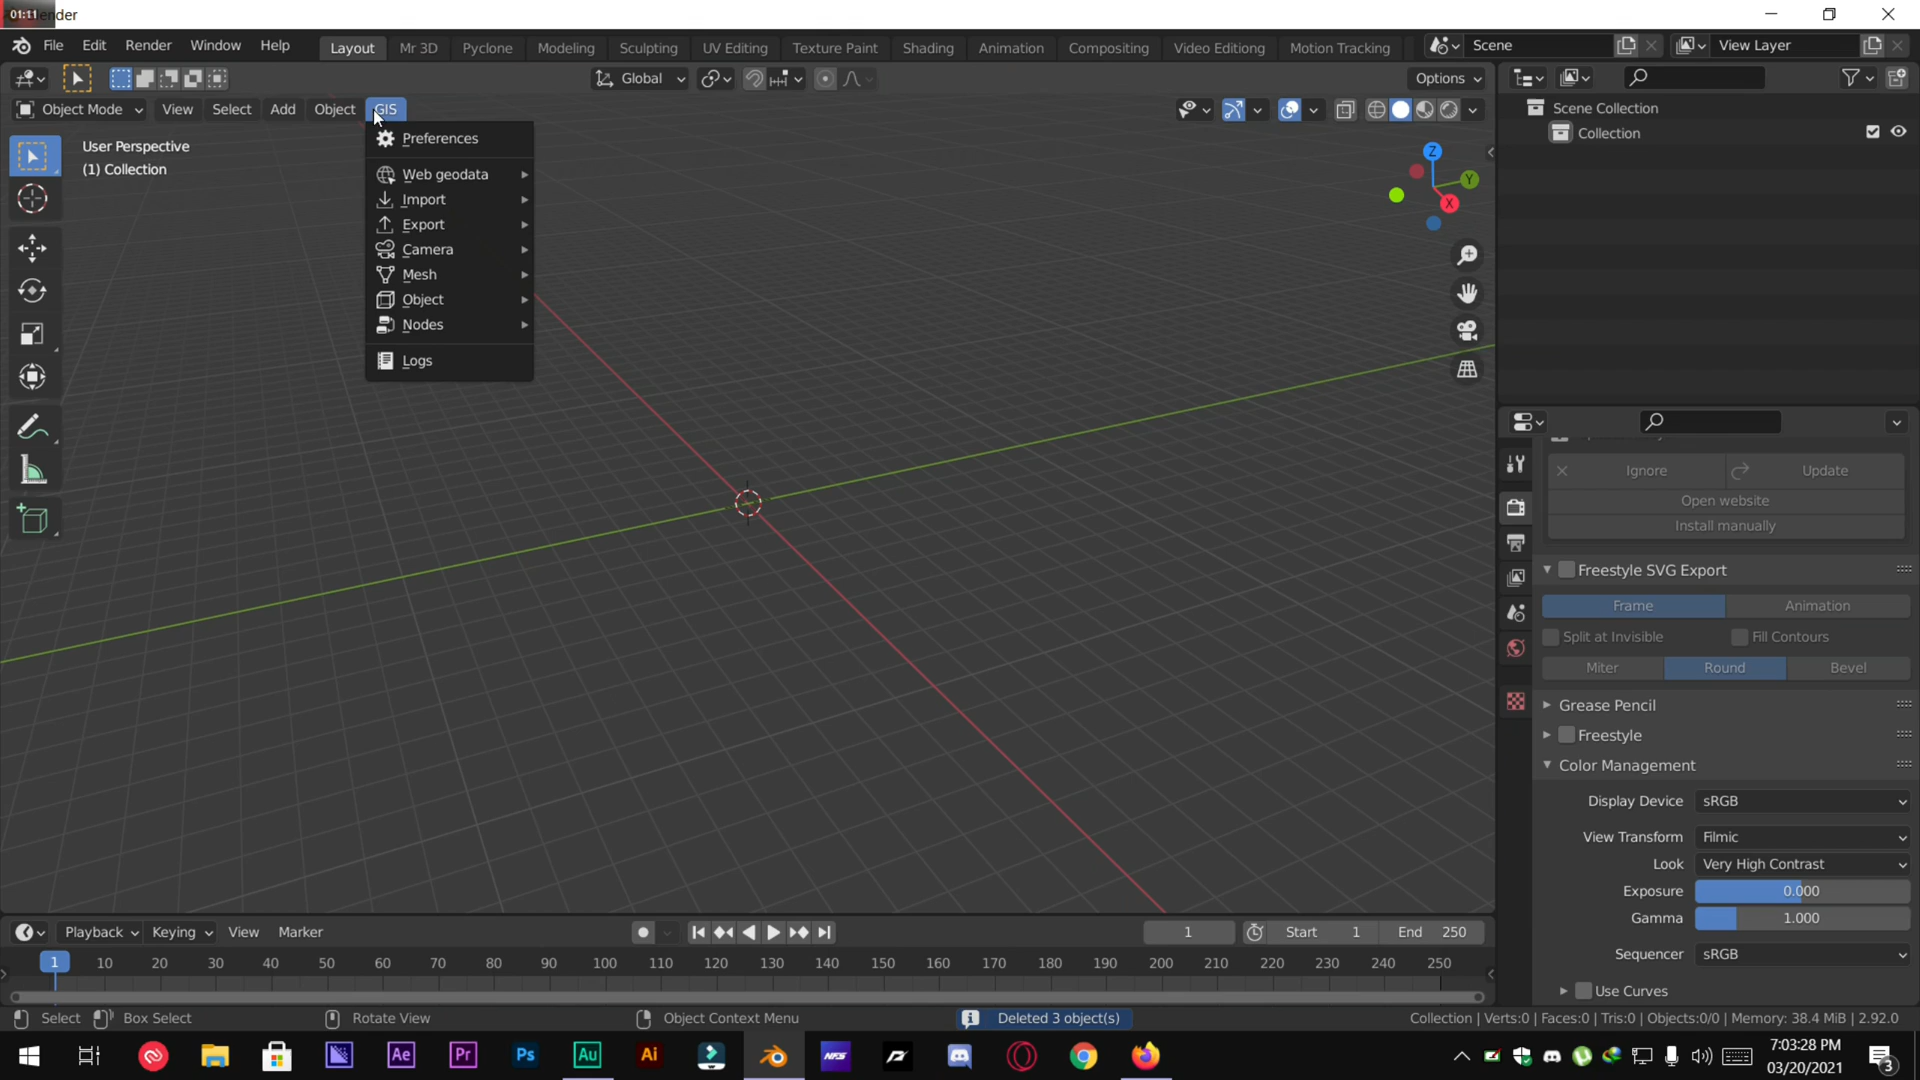 01:11
ender
File Edit Render Window Help Layout Mr 3D Pyclone Modeling Sculpting UV Editing Texture Paint Shading Animation Compositing Video Editing Motion Tracking Scene View Layer
Global Options
Object Mode View Select Add Object GIS
User Perspective
(1) Collection
Preferences
Web geodata
Import
Export
Camera
Mesh
Object
Nodes
Logs
Z
Y
X
Scene Collection
Collection
Ignore Update
Open website
Install manually
Freestyle SVG Export
Frame Animation
Split at Invisible Fill Contours
Miter Round Bevel
Grease Pencil
Freestyle
Color Management
Display Device sRGB
View Transform Filmic
Look Very High Contrast
Exposure 0.000
Gamma 1.000
Sequencer sRGB
Use Curves
Playback Keying View Marker 1 Start 1 End 250
1 10 20 30 40 50 60 70 80 90 100 110 120 130 140 150 160 170 180 190 200 210 220 230 240 250
Select Box Select Rotate View Object Context Menu Deleted 3 object(s) Collection | Verts:0 | Faces:0 | Tris:0 | Objects:0/0 | Memory: 38.4 MiB | 2.92.0
Ae Pr Ps Au Ai NFS
7:03:28 PM
03/20/2021
3